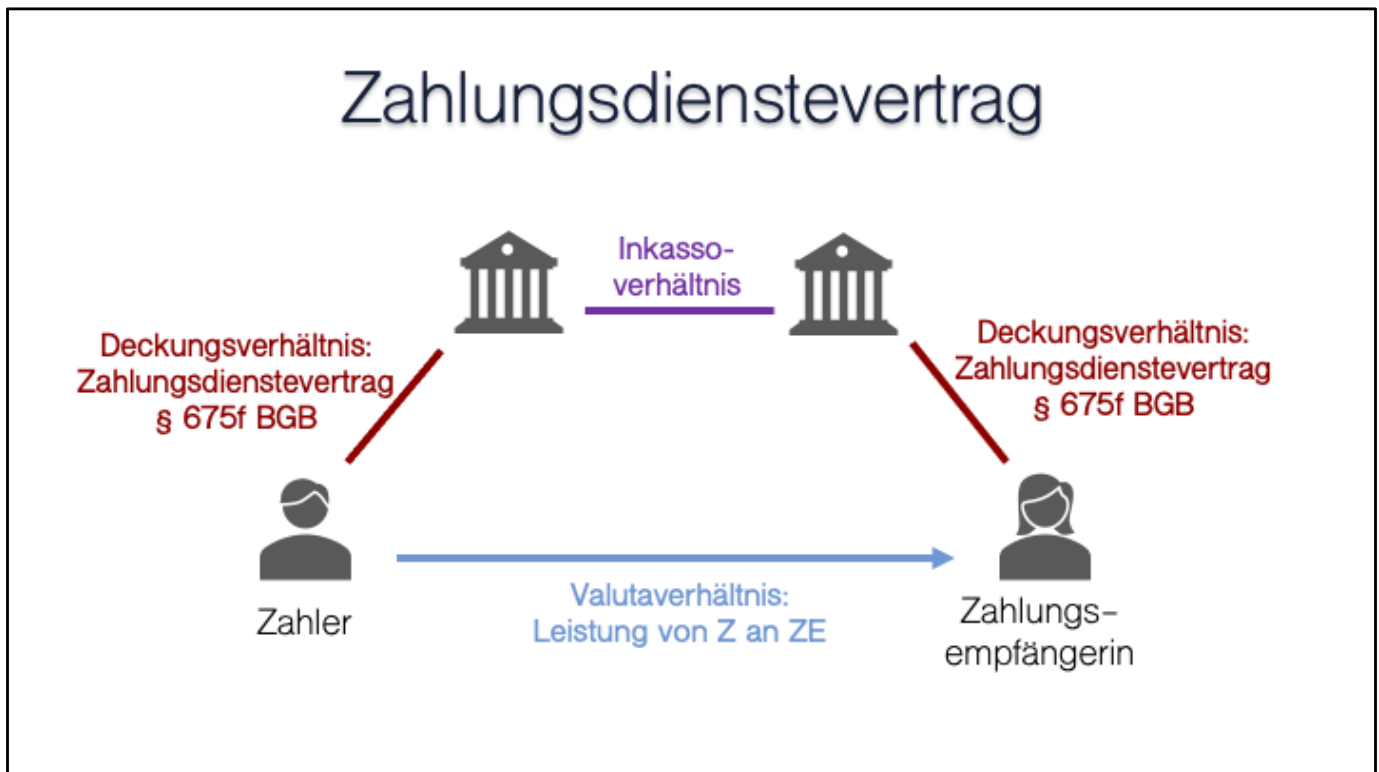 Zahlungsdienstevertrag
Inkasso-
verhältnis
Deckungsverhältnis:
Zahlungsdienstevertrag
§ 675f BGB
Deckungsverhältnis:
Zahlungsdienstevertrag
§ 675f BGB
Valutaverhältnis:
Leistung von Z an ZE
Zahler
Zahlungs-
empfängerin